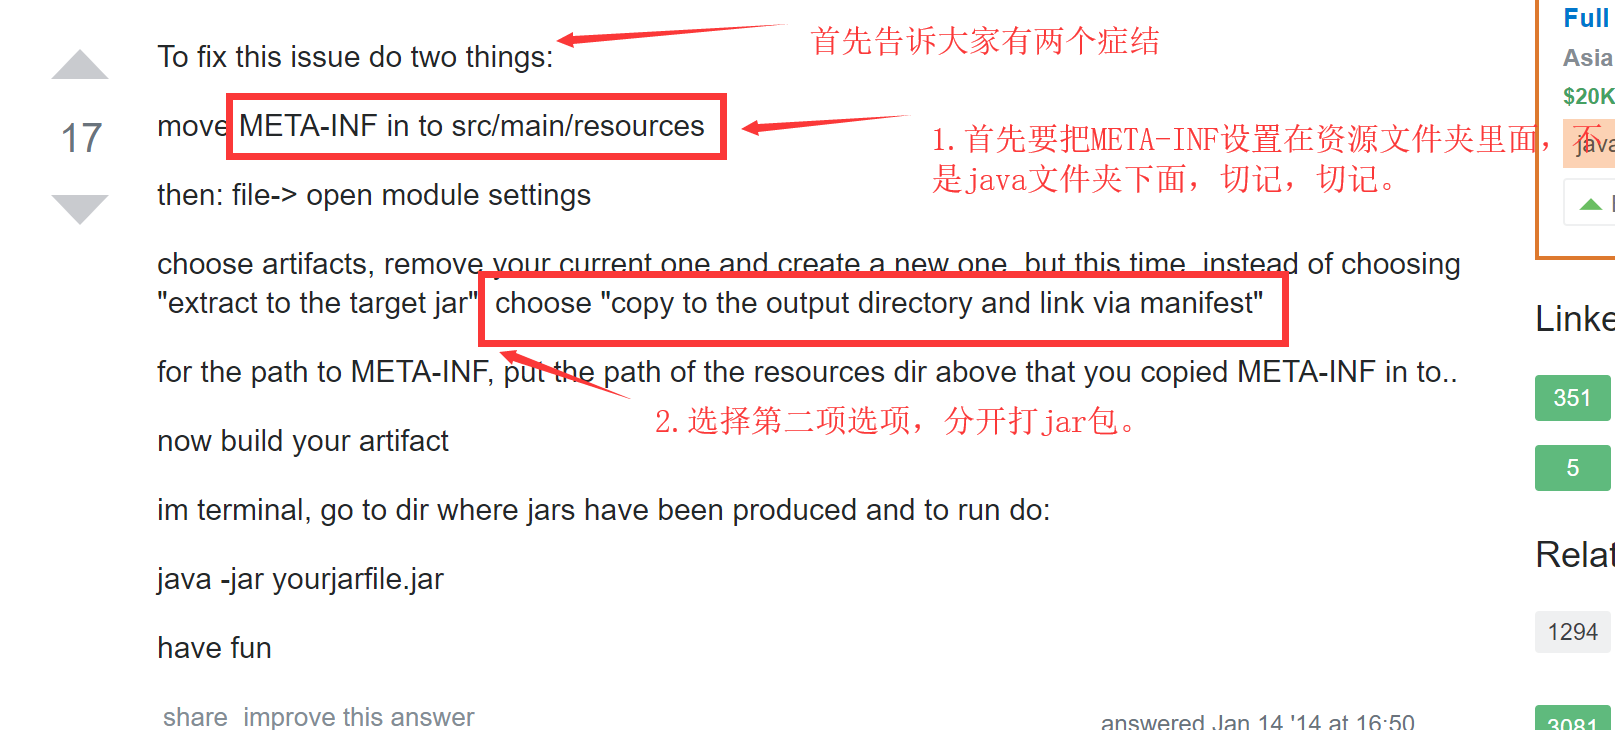 To fix this issue do two things:
首先告诉大家有两个症结
17
move META-INF in to src/main/resources
1.首先要把META-INF设置在资源文件夹里面，不
是java文件夹下面，切记，切记。
then: file-> open module settings
choose artifacts, remove your current one and create a new one, but this time, instead of choosing
"extract to the target jar" choose "copy to the output directory and link via manifest"
for the path to META-INF, put the path of the resources dir above that you copied META-INF in to..
2.选择第二项选项，分开打jar包。
now build your artifact
im terminal, go to dir where jars have been produced and to run do:
java -jar yourjarfile.jar
have fun
share improve this answer
answered Jan 14 '14 at 16:50
Full
Asia
$20K
java
Linke
351
5
Relat
1294
3081